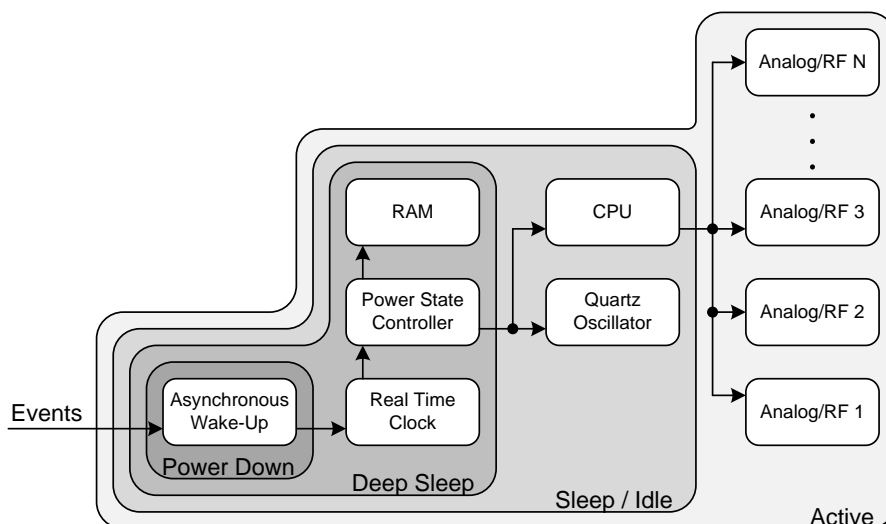 Analog/RF N
RAM
CPU
Analog/RF 3
Power State
Controller
Quartz
Oscillator
Analog/RF 2
Events
Asynchronous
Wake-Up
Real Time
Clock
Analog/RF 1
Power Down
Deep Sleep
Sleep / Idle
Active